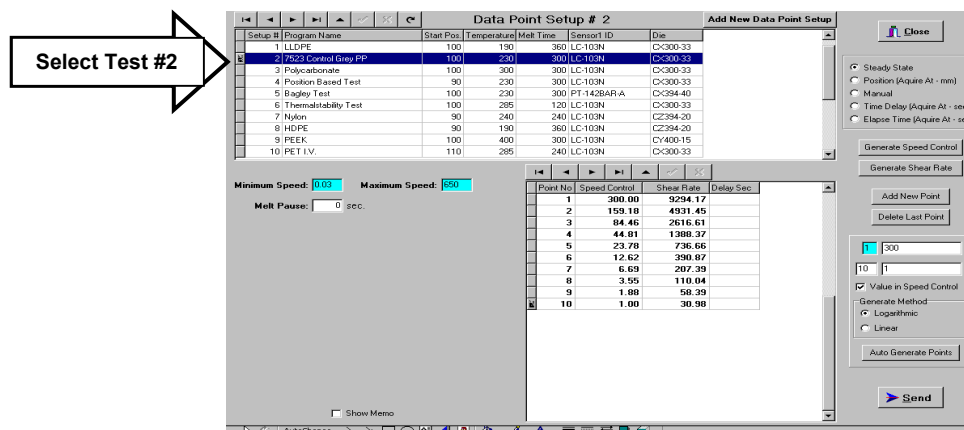 Data Point Setup # 2
Add New Data Point Setup
Close
Select Test #2
Setup # Program Name Start Pos. Temperature Melt Time Sensor1 ID Die
1 LLDPE 100 190 360 LC-103N CX300-33
2 7523 Control Grey PP 100 230 300 LC-103N CX300-33
3 Polycarbonate 100 300 300 LC-103N CX300-33
4 Position Based Test 90 230 300 LC-103N CX300-33
5 Bagley Test 100 230 300 PT-142BAR-A CX394-40
6 Thermalstability Test 100 285 120 LC-103N CX300-33
7 Nylon 90 240 240 LC-103N CZ394-20
8 HDPE 90 190 360 LC-103N CZ394-20
9 PEEK 100 400 300 LC-103N CY400-15
10 PET I.V. 110 285 240 LC-103N CX300-33
Steady State
Position (Aquire At - mm)
Manual
Time Delay (Aquire At - sec
Elapse Time (Aquire At - se
Generate Speed Control
Generate Shear Rate
Add New Point
Delete Last Point
Minimum Speed: 0.03 Maximum Speed: 650
Melt Pause: 0 sec.
Point No Speed Control Shear Rate Delay Sec
1 300.00 9294.17
2 159.18 4931.45
3 84.46 2616.61
4 44.81 1388.37
5 23.78 736.66
6 12.62 390.87
7 6.69 207.39
8 3.55 110.04
9 1.88 58.39
10 1.00 30.98
1 300
10 1
Value in Speed Control
Generate Method
Logarithmic
Linear
Auto Generate Points
Send
Show Memo